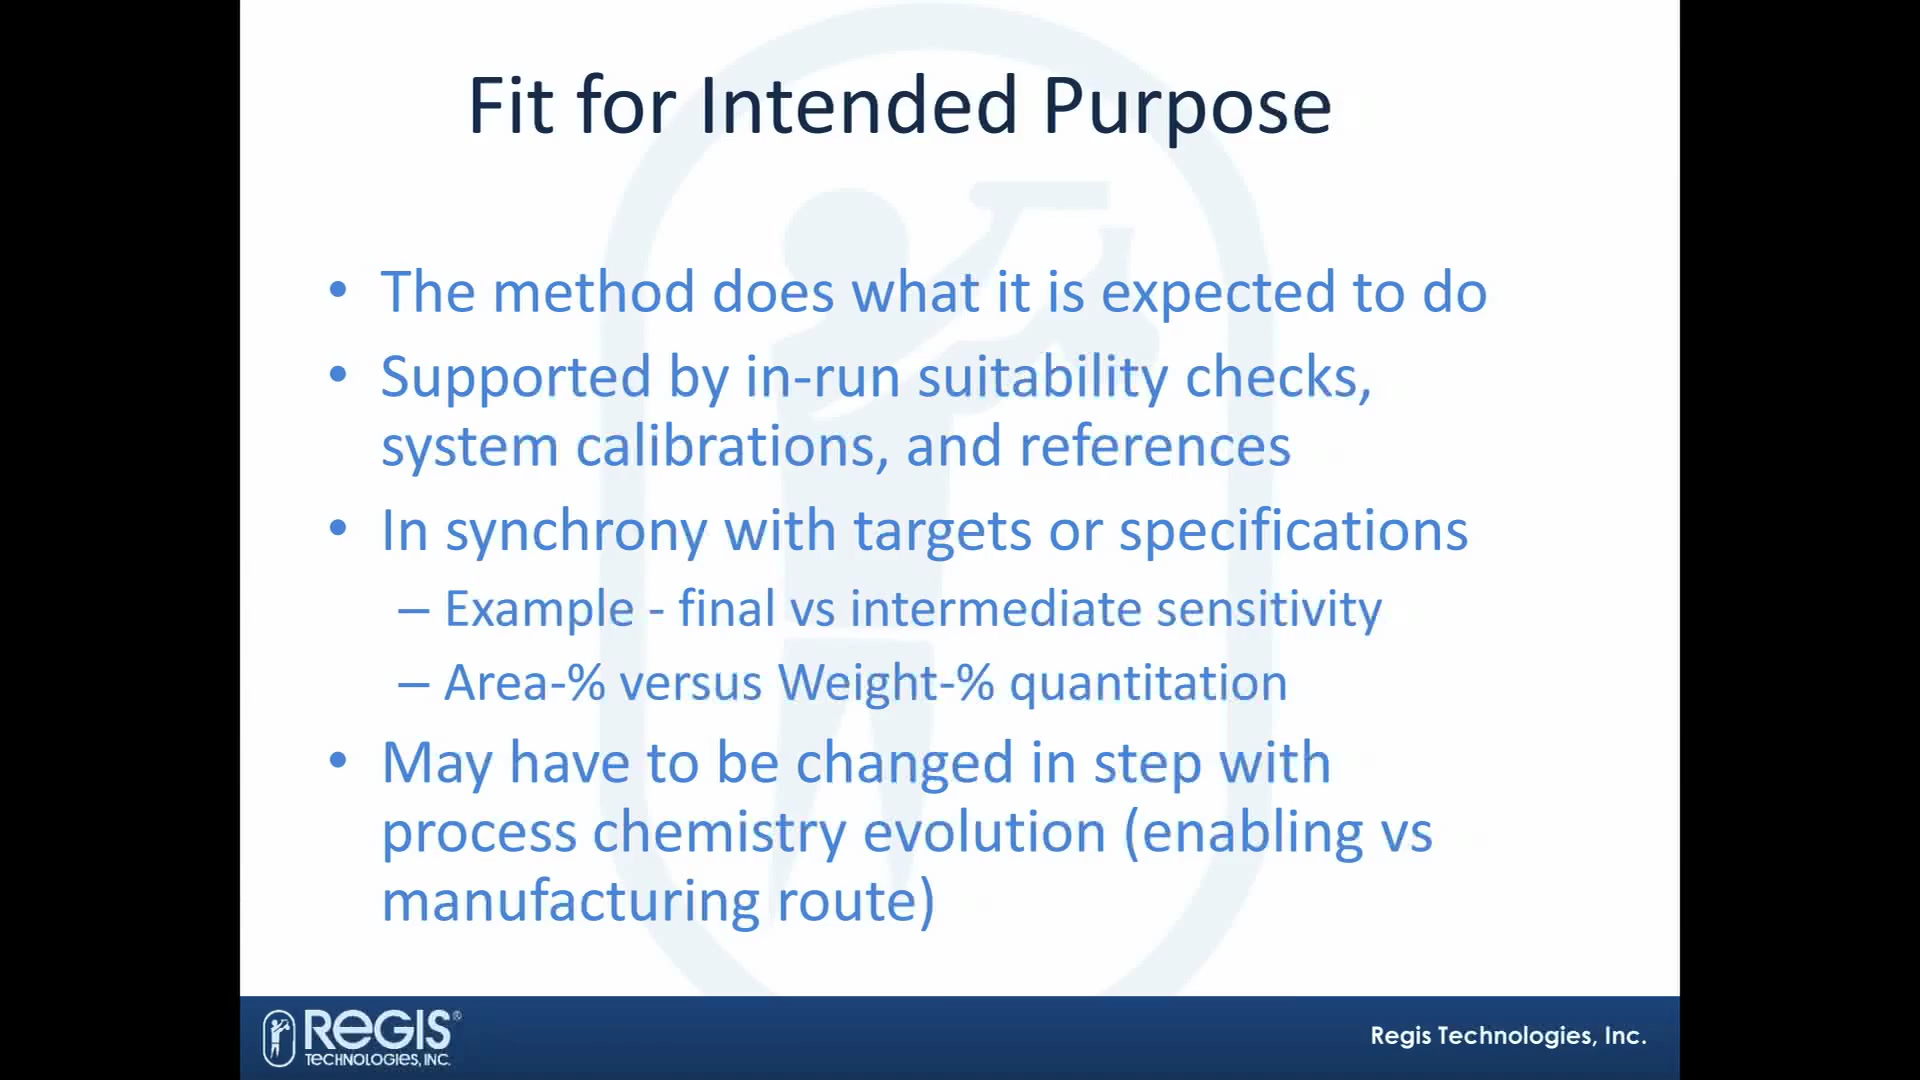 Fit for Intended Purpose
• The method does what it is expected to do
• Supported by in-run suitability checks,
system calibrations, and references
• In synchrony with targets or specifications
– Example - final vs intermediate sensitivity
– Area-% versus Weight-% quantitation
• May have to be changed in step with
process chemistry evolution (enabling vs
manufacturing route)
REGIS®
TECHNOLOGIES, INC.
Regis Technologies, Inc.